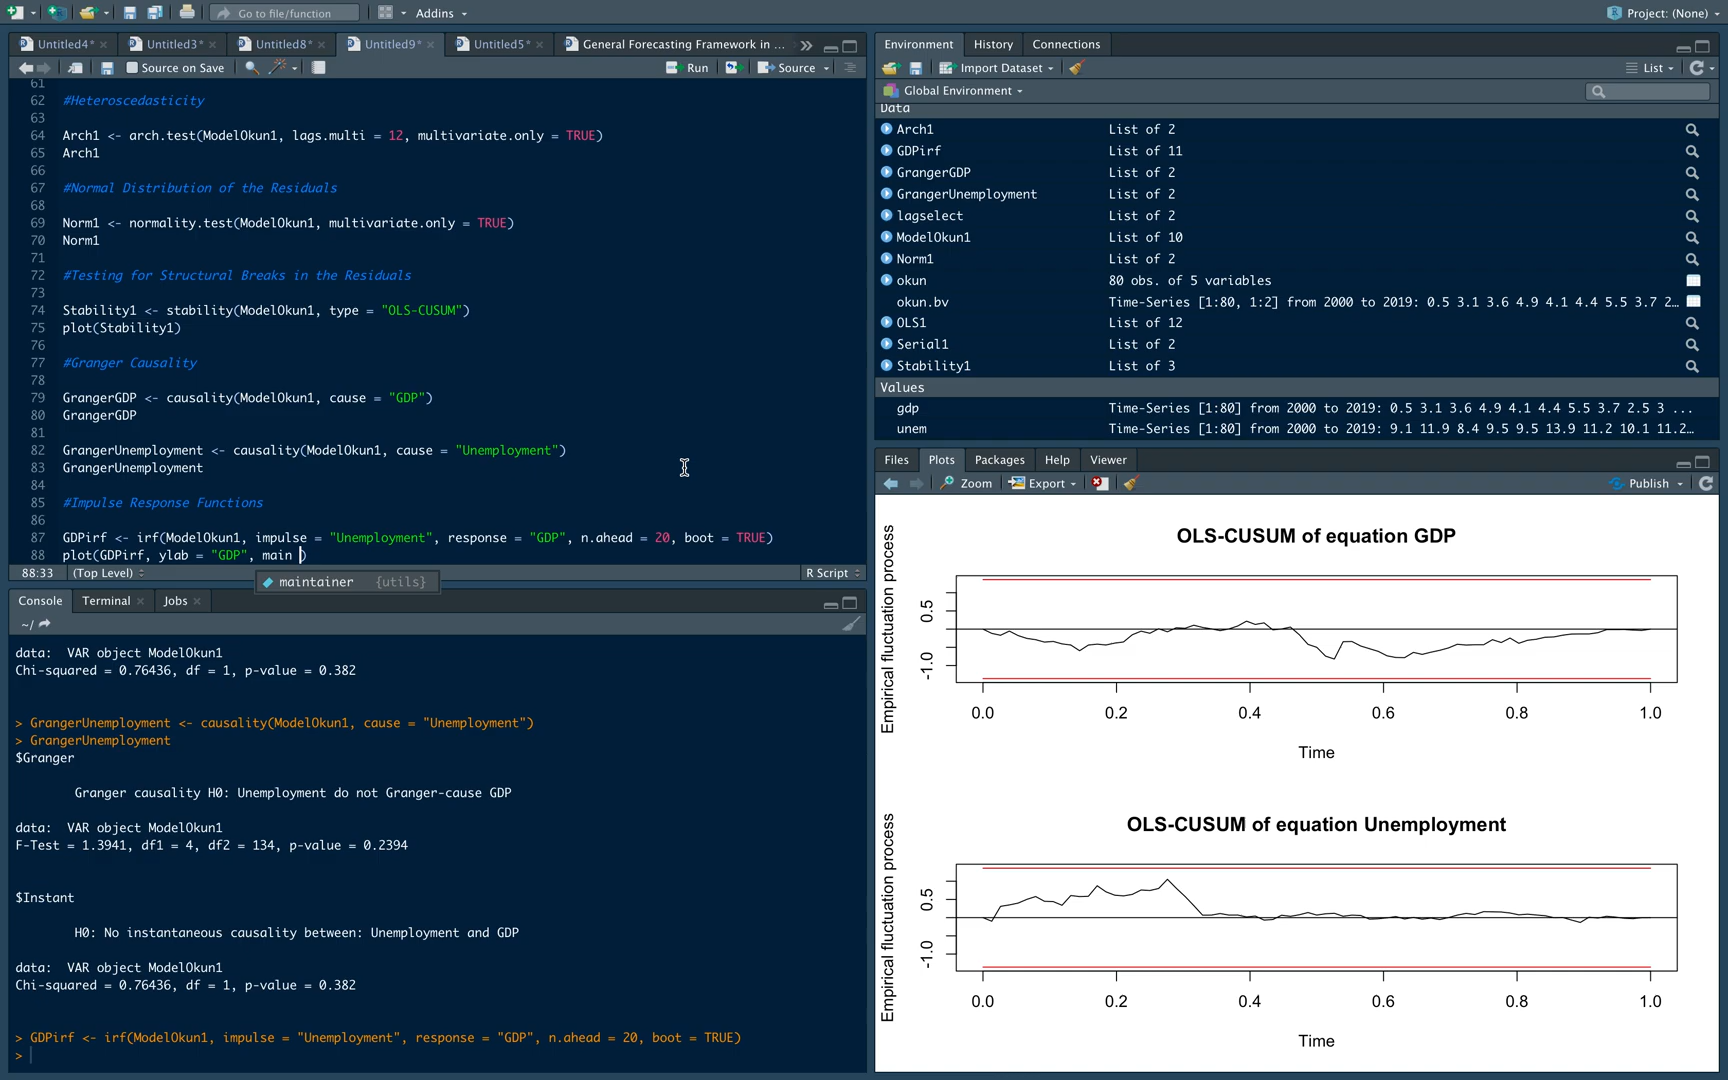 Go to file/function
Addins
Project: (None)
Untitled4*
Untitled3*
Untitled8*
Untitled9*
Untitled5*
General Forecasting Framework in ...
Source on Save
Run
Source
61
62 #Heteroscedasticity
63
64 Arch1 <- arch.test(ModelOkun1, lags.multi = 12, multivariate.only = TRUE)
65 Arch1
66
67 #Normal Distribution of the Residuals
68
69 Norm1 <- normality.test(ModelOkun1, multivariate.only = TRUE)
70 Norm1
71
72 #Testing for Structural Breaks in the Residuals
73
74 Stability1 <- stability(ModelOkun1, type = "OLS-CUSUM")
75 plot(Stability1)
76
77 #Granger Causality
78
79 GrangerGDP <- causality(ModelOkun1, cause = "GDP")
80 GrangerGDP
81
82 GrangerUnemployment <- causality(ModelOkun1, cause = "Unemployment")
83 GrangerUnemployment
84
85 #Impulse Response Functions
86
87 GDPirf <- irf(ModelOkun1, impulse = "Unemployment", response = "GDP", n.ahead = 20, boot = TRUE)
88 plot(GDPirf, ylab = "GDP", main )
88:33 (Top Level) R Script
maintainer {utils}
Console Terminal Jobs
~/
data: VAR object ModelOkun1
Chi-squared = 0.76436, df = 1, p-value = 0.382
> GrangerUnemployment <- causality(ModelOkun1, cause = "Unemployment")
> GrangerUnemployment
$Granger
Granger causality H0: Unemployment do not Granger-cause GDP
data: VAR object ModelOkun1
F-Test = 1.3941, df1 = 4, df2 = 134, p-value = 0.2394
$Instant
H0: No instantaneous causality between: Unemployment and GDP
data: VAR object ModelOkun1
Chi-squared = 0.76436, df = 1, p-value = 0.382
> GDPirf <- irf(ModelOkun1, impulse = "Unemployment", response = "GDP", n.ahead = 20, boot = TRUE)
>
Environment History Connections
Import Dataset
List
Global Environment
Data
Arch1 List of 2
GDPirf List of 11
GrangerGDP List of 2
GrangerUnemployment List of 2
lagselect List of 2
ModelOkun1 List of 10
Norm1 List of 2
okun 80 obs. of 5 variables
okun.bv Time-Series [1:80, 1:2] from 2000 to 2019: 0.5 3.1 3.6 4.9 4.1 4.4 5.5 3.7 2…
OLS1 List of 12
Serial1 List of 2
Stability1 List of 3
Values
gdp Time-Series [1:80] from 2000 to 2019: 0.5 3.1 3.6 4.9 4.1 4.4 5.5 3.7 2.5 3 ...
unem Time-Series [1:80] from 2000 to 2019: 9.1 11.9 8.4 9.5 9.5 13.9 11.2 10.1 11.2…
Files Plots Packages Help Viewer
Zoom Export Publish
OLS-CUSUM of equation GDP
Empirical fluctuation process
0.5
-1.0
0.0 0.2 0.4 0.6 0.8 1.0
Time
OLS-CUSUM of equation Unemployment
Empirical fluctuation process
0.5
-1.0
0.0 0.2 0.4 0.6 0.8 1.0
Time